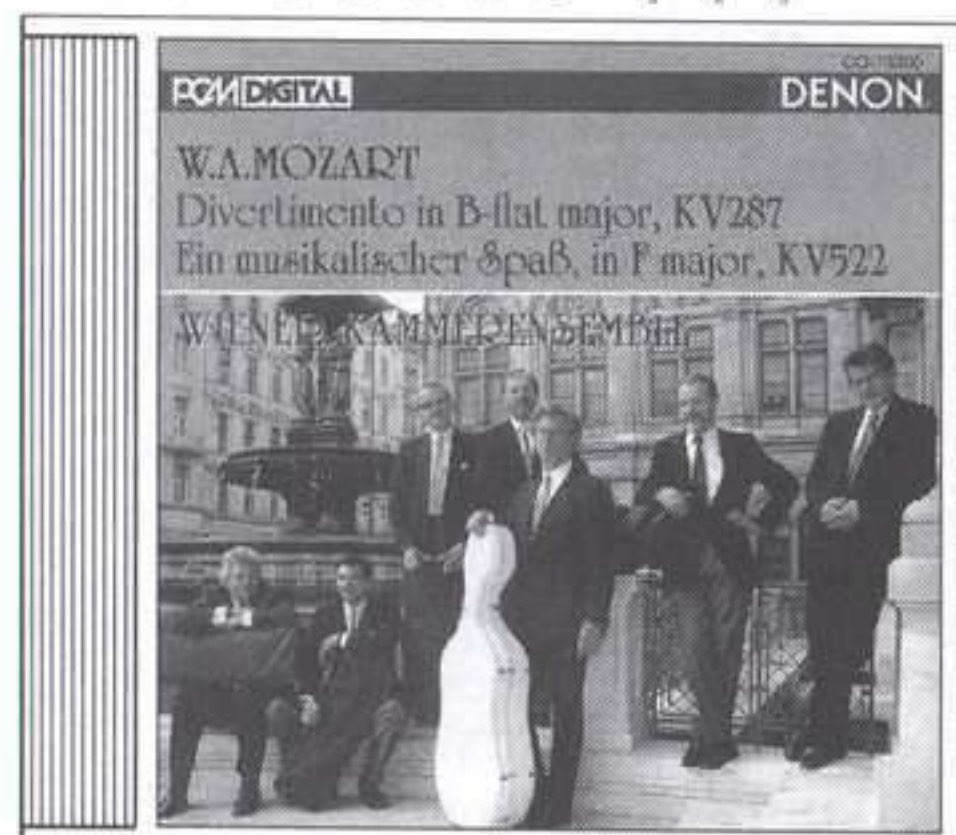 PCM DIGITAL
DENON
W.A.MOZART
Divertimento in B-flat major, KV287
Ein musikalischer Spaß, in F major, KV522
WIENER KAMMERENSEMBLE